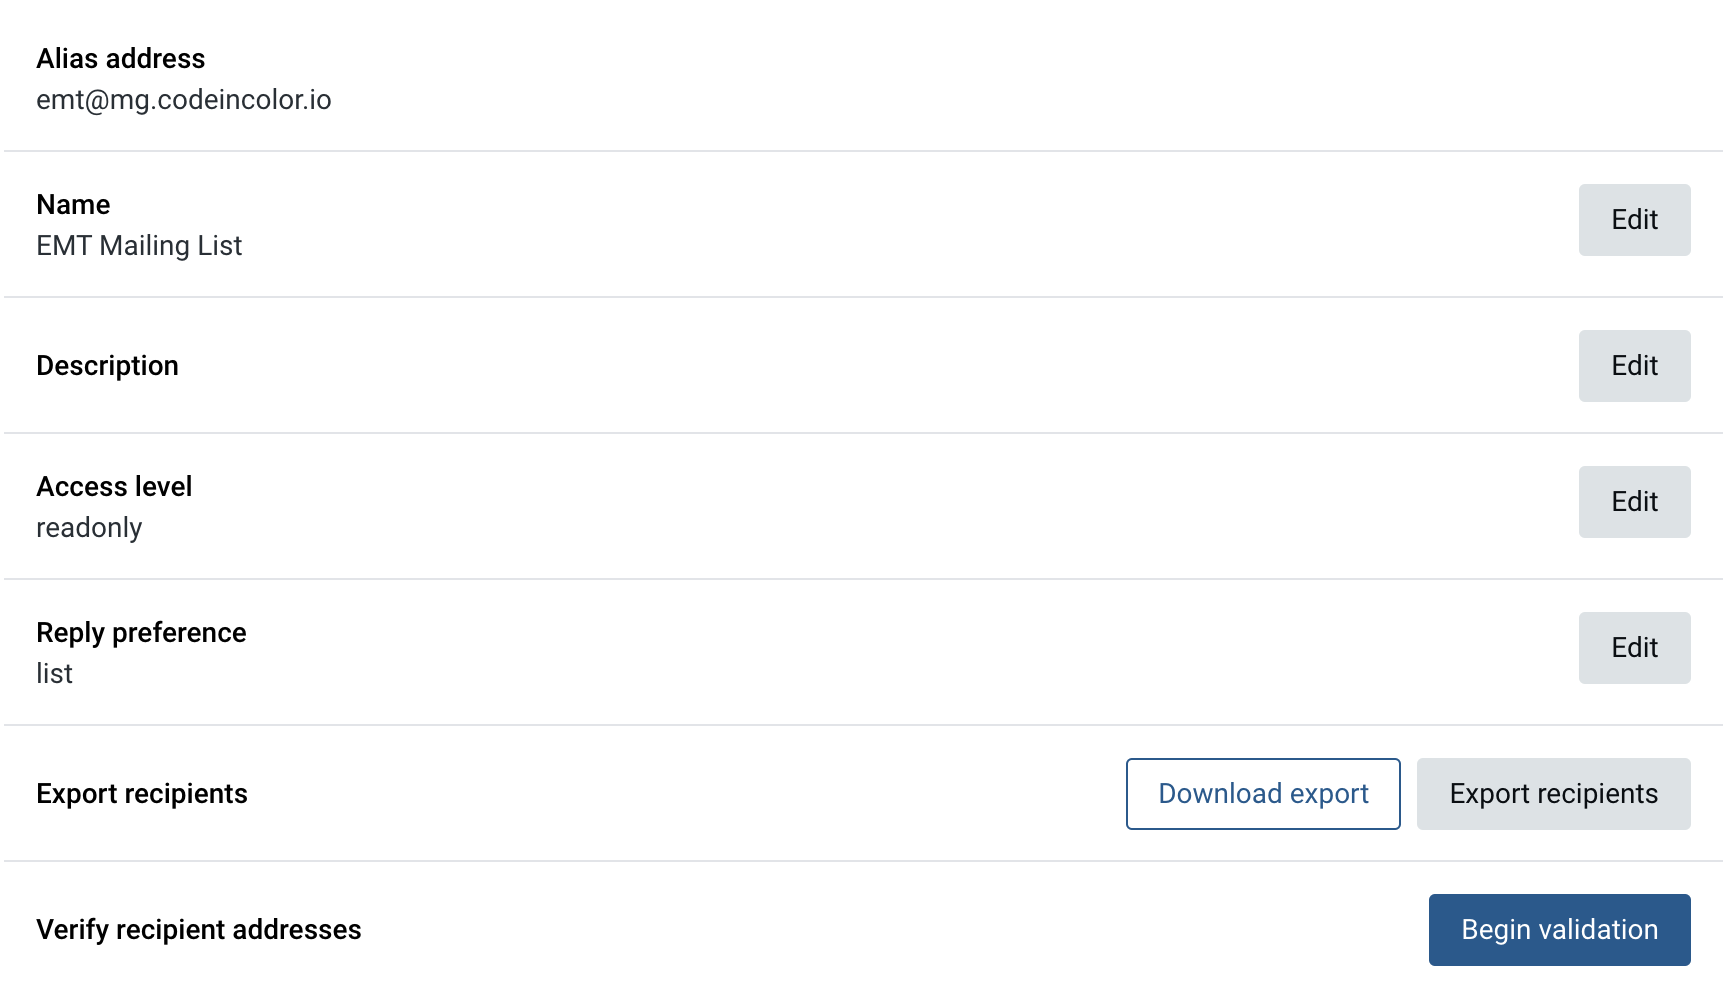 Alias address
emt@mg.codeincolor.io
Name
EMT Mailing List
Edit
Description
Edit
Access level
readonly
Edit
Reply preference
list
Edit
Export recipients
Download export
Export recipients
Verify recipient addresses
Begin validation